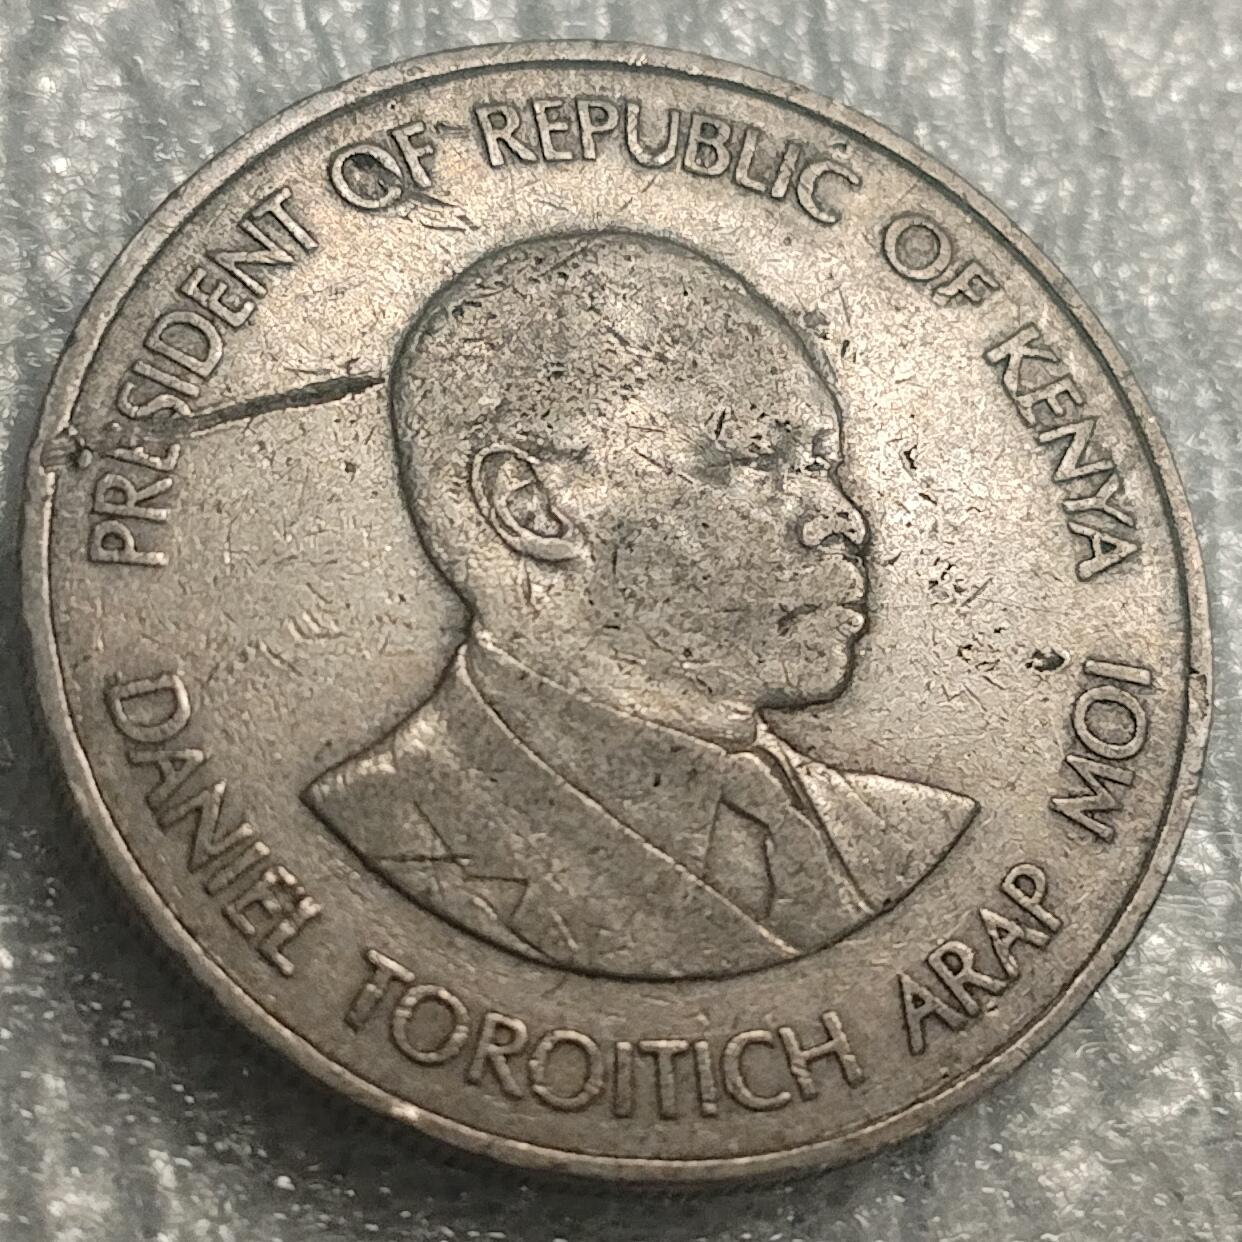 PRESIDENT OF REPUBLIC OF KENYA
DANIEL TOROITICH ARAP MOI